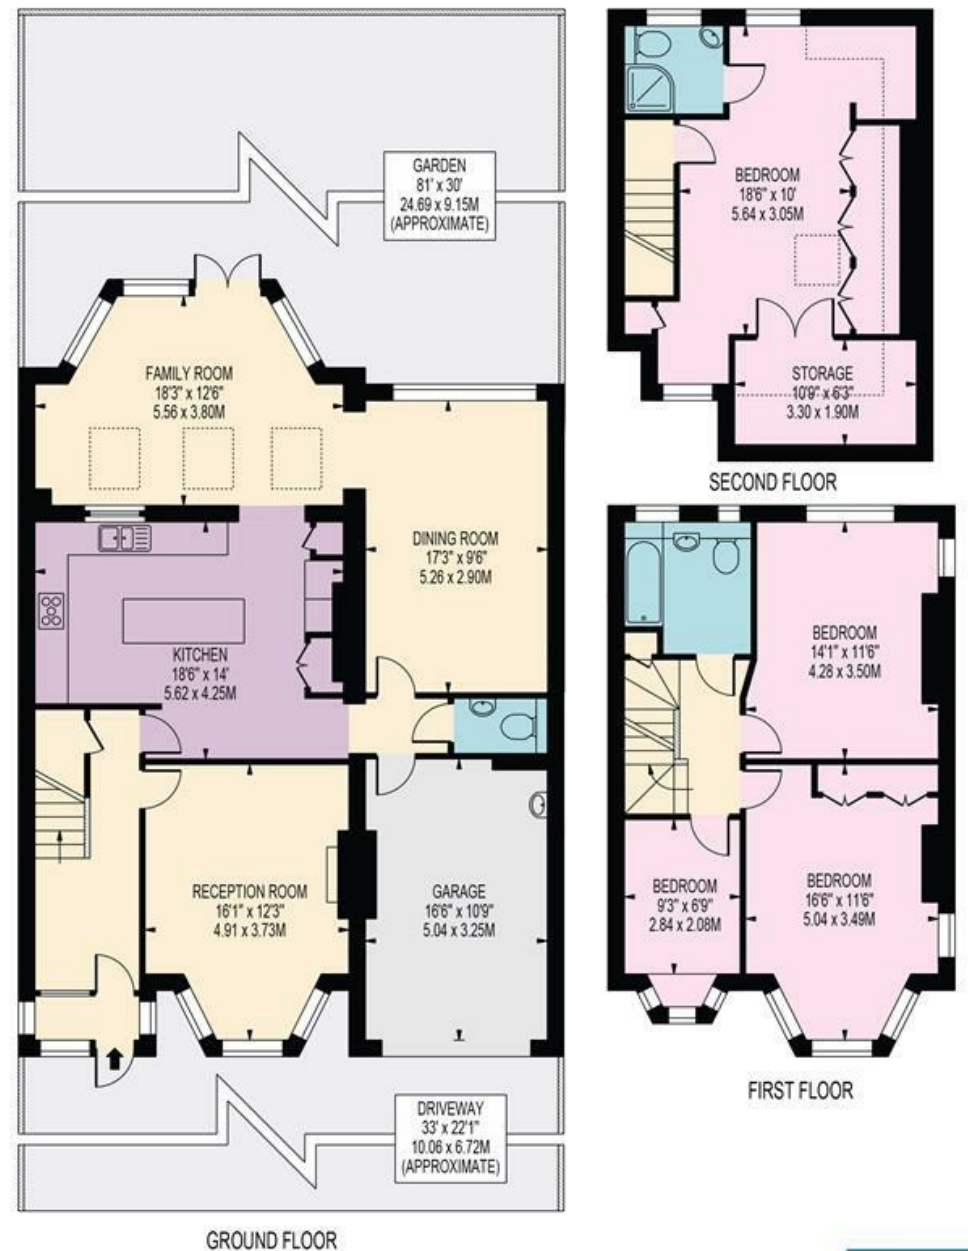 GARDEN
81' x 30'
24.69 x 9.15M
(APPROXIMATE)
FAMILY ROOM
18'3" x 12'6"
5.56 x 3.80M
DINING ROOM
17'3" x 9'6"
5.26 x 2.90M
KITCHEN
18'6" x 14'
5.62 x 4.25M
RECEPTION ROOM
16'1" x 12'3"
4.91 x 3.73M
GARAGE
16'6" x 10'9"
5.04 x 3.25M
DRIVEWAY
33' x 22'1"
10.06 x 6.72M
(APPROXIMATE)
GROUND FLOOR
BEDROOM
18'6" x 10'
5.64 x 3.05M
STORAGE
10'9" x 6'3"
3.30 x 1.90M
SECOND FLOOR
BEDROOM
14'1" x 11'6"
4.28 x 3.50M
BEDROOM
9'3" x 6'9"
2.84 x 2.08M
BEDROOM
16'6" x 11'6"
5.04 x 3.49M
FIRST FLOOR